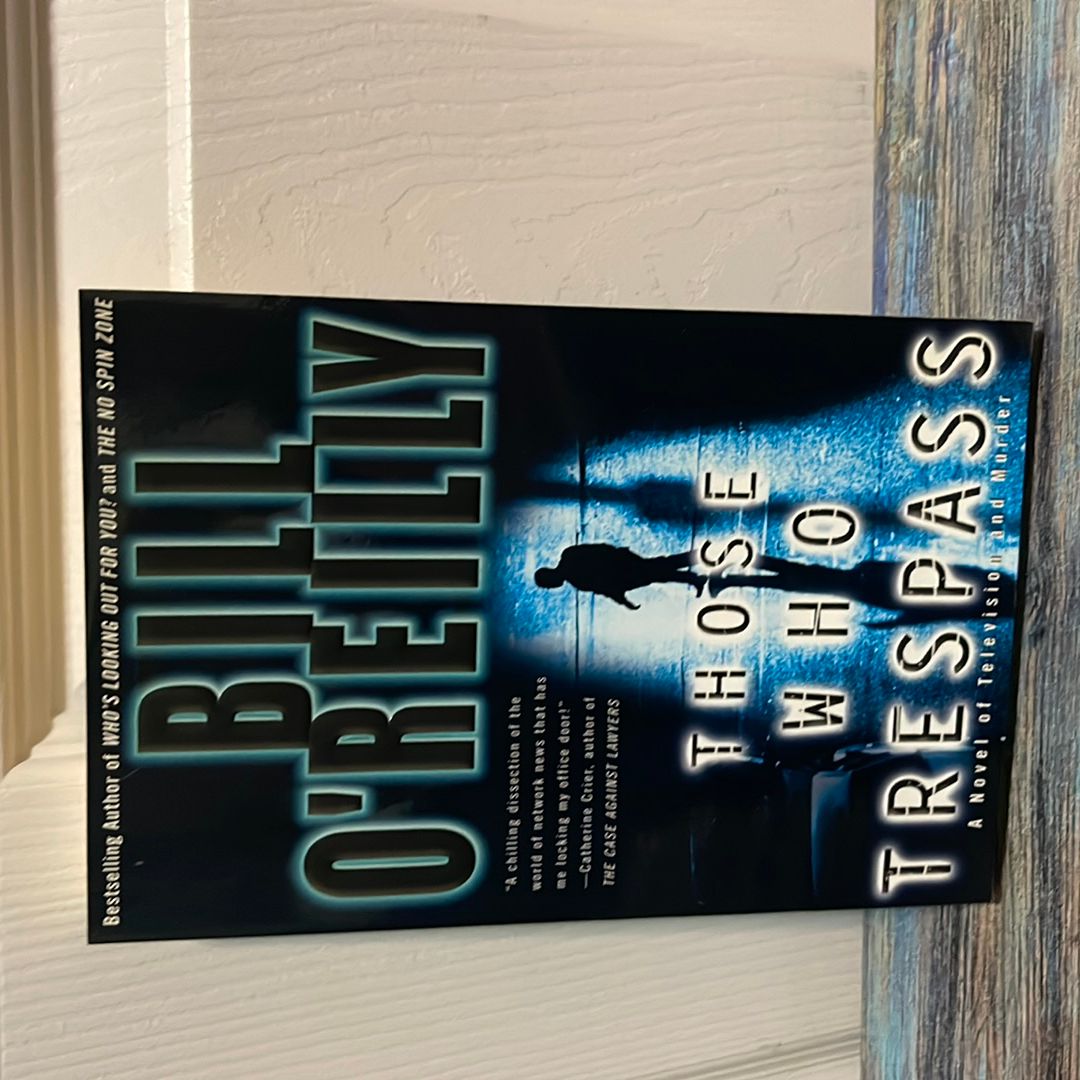 Bestselling Author of WHO'S LOOKING OUT FOR YOU? and THE NO SPIN ZONE
BILL
O'REILLY
"A chilling dissection of the
world of network news that has
me locking my office door!"
—Catherine Crier, author of
THE CASE AGAINST LAWYERS
THOSE
WHO
TRESPASS
A Novel of Television and Murder